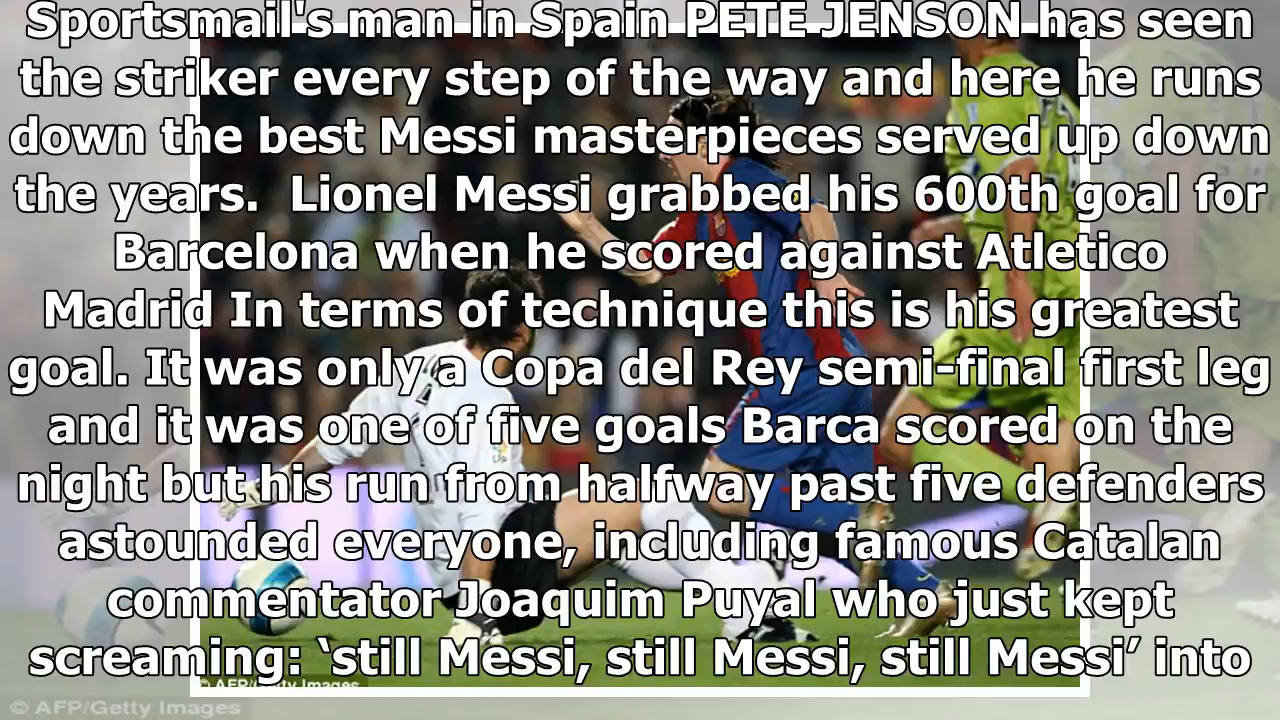 Sportsmail's man in Spain PETE JENSON has seen
the striker every step of the way and here he runs
down the best Messi masterpieces served up down
the years.  Lionel Messi grabbed his 600th goal for
Barcelona when he scored against Atletico
Madrid In terms of technique this is his greatest
goal. It was only a Copa del Rey semi-final first leg
and it was one of five goals Barca scored on the
night but his run from halfway past five defenders
astounded everyone, including famous Catalan
commentator Joaquim Puyal who just kept
screaming: ‘still Messi, still Messi, still Messi’ into
© AFP/Getty Images
© AFP/Getty Images